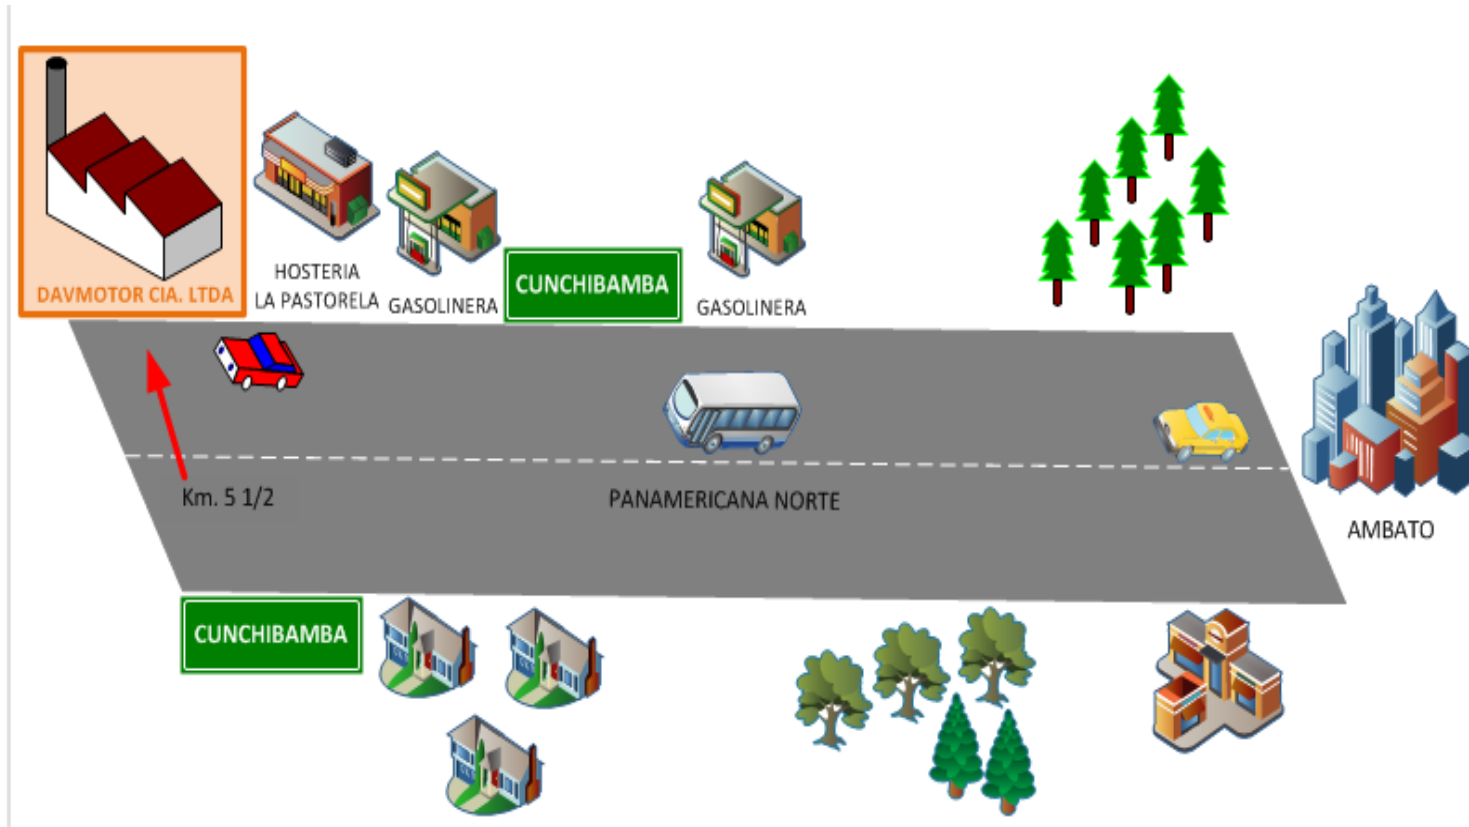 DAVMOTOR CIA. LTDA
HOSTERIA
LA PASTORELA
GASOLINERA
CUNCHIBAMBA
GASOLINERA
Km. 5 1/2
PANAMERICANA NORTE
AMBATO
CUNCHIBAMBA